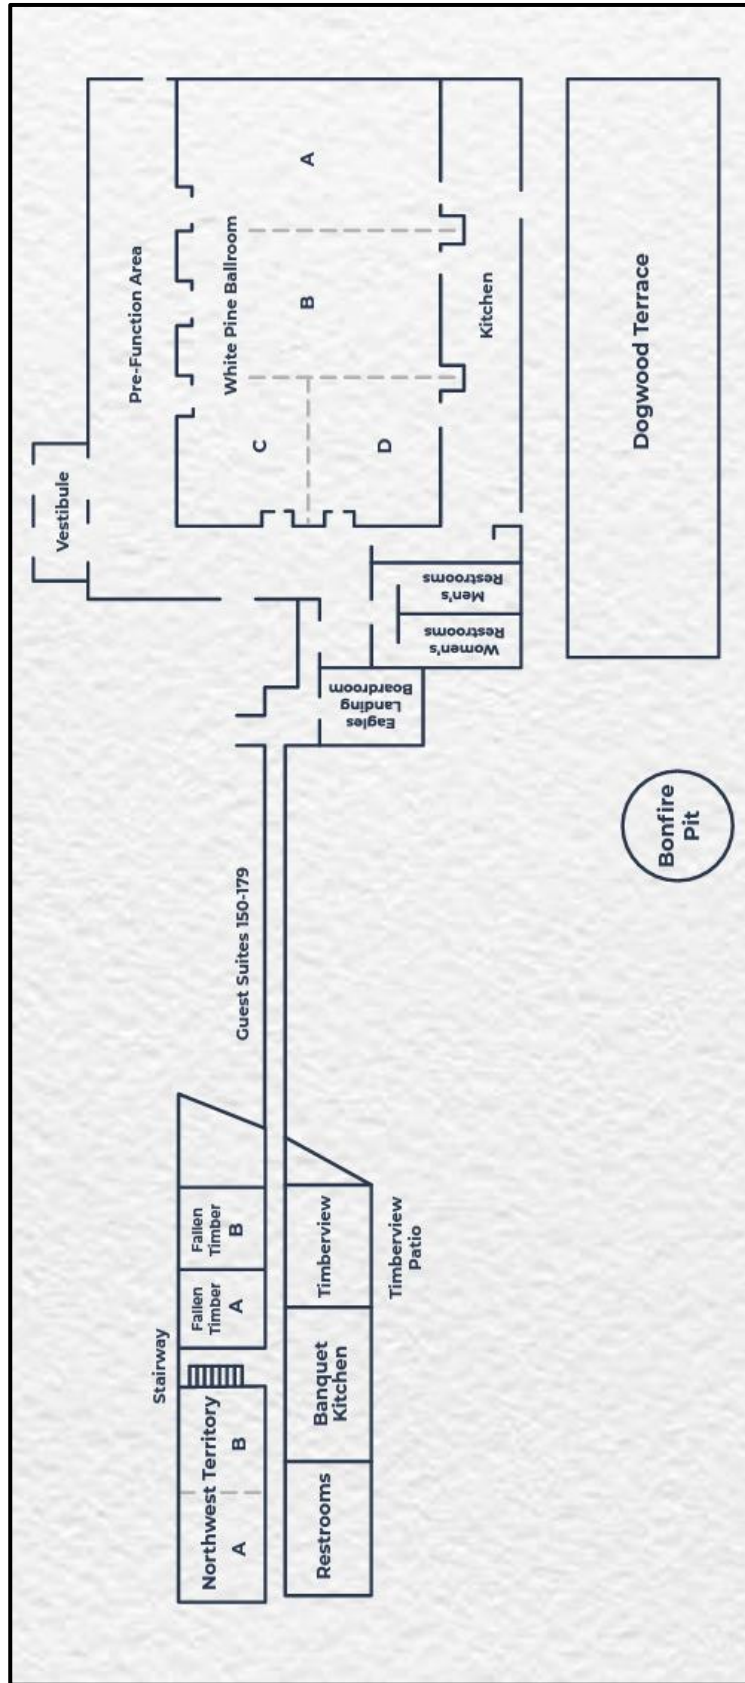 Vestibule
Pre-Function Area
White Pine Ballroom
A
B
C
D
Kitchen
Dogwood Terrace
Men's
Restrooms
Women's
Restrooms
Eagles
Landing
Boardroom
Bonfire
Pit
Guest Suites 150-179
Fallen
Timber
B
Fallen
Timber
A
Stairway
Northwest Territory
A
B
Timberview
Timberview
Patio
Banquet
Kitchen
Restrooms